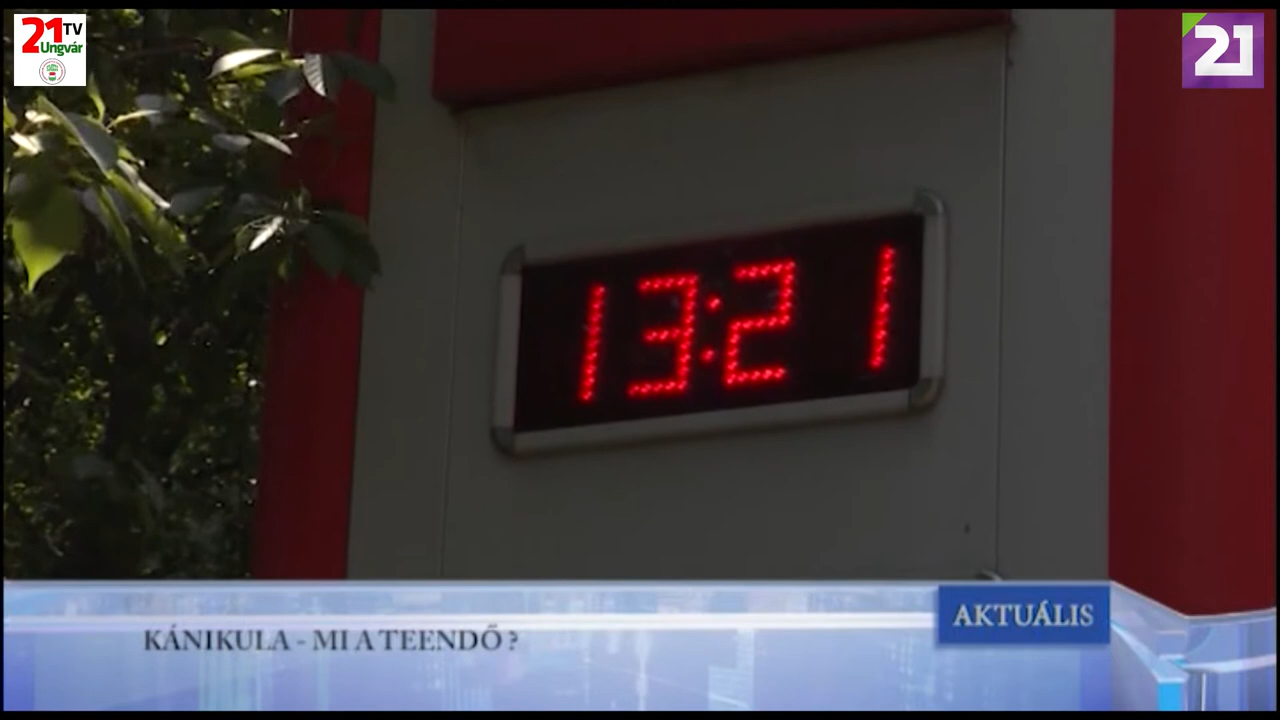 21 TV
Ungvár
21
13:21
AKTUÁLIS
KÁNIKULA - MI A TEENDŐ ?